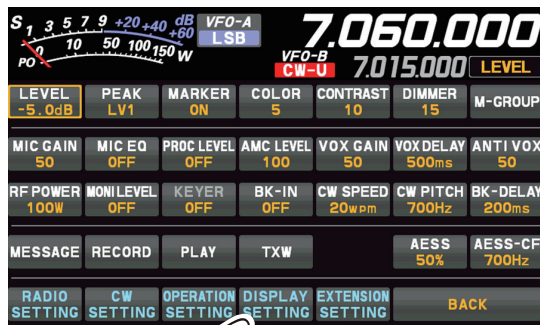 S 1 3 5 7 9 +20 +40 +60 dB
PO 0 10 50 100 150 W
VFO-A
LSB
7.060.000
VFO-B
CW-U
7.015.000
LEVEL
LEVEL PEAK MARKER COLOR CONTRAST DIMMER M-GROUP
-5.0dB LV1 ON 5 10 15
MIC GAIN MIC EQ PROC LEVEL AMC LEVEL VOX GAIN VOX DELAY ANTI VOX
50 OFF OFF 100 50 500ms 50
RF POWER MONI LEVEL KEYER BK-IN CW SPEED CW PITCH BK-DELAY
100W OFF OFF OFF 20wpm 700Hz 200ms
MESSAGE RECORD PLAY TXW AESS AESS-CF
50% 700Hz
RADIO CW OPERATION DISPLAY EXTENSION BACK
SETTING SETTING SETTING SETTING SETTING